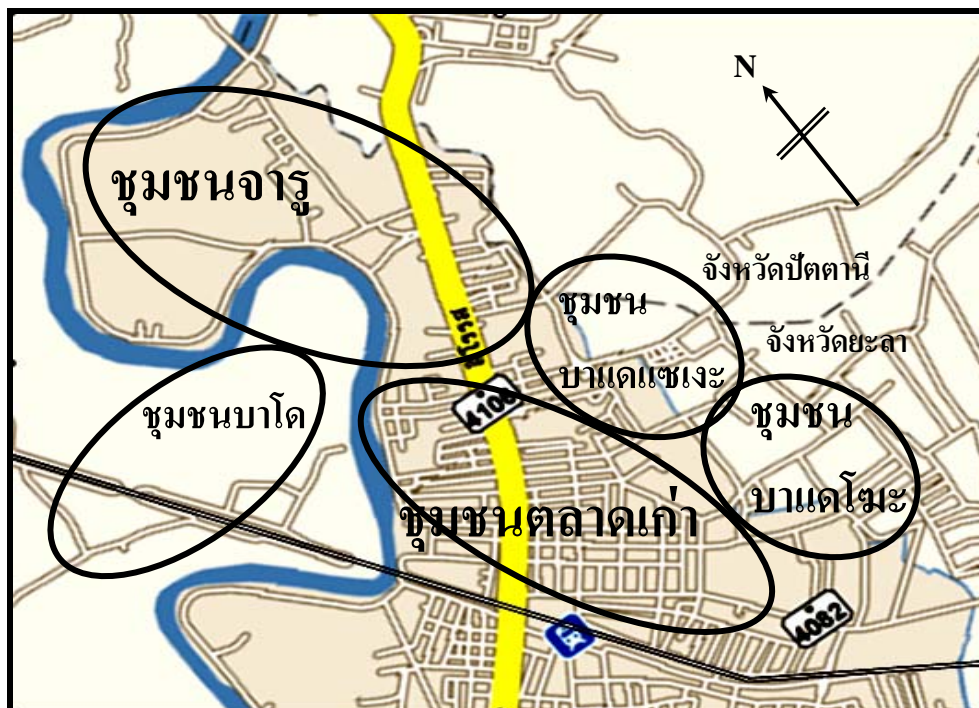 N
ชุมชนจารู
จังหวัดปัตตานี
ชุมชน
บาแดแซเงะ
จังหวัดยะลา
ชุมชนบาโด
4106
ชุมชน
บาแดโฆะ
ชุมชนตลาดเก่า
4082